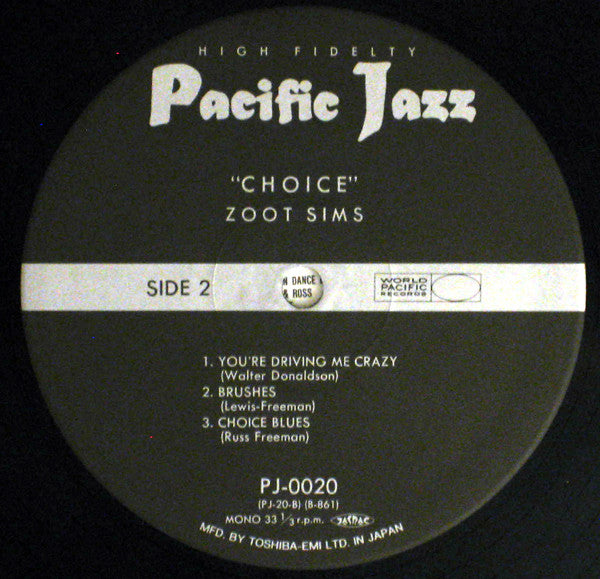 HIGH FIDELTY
Pacific Jazz
"CHOICE"
ZOOT SIMS
SIDE 2
N DANCE
& ROSS
WORLD
PACIFIC
RECORDS
1. YOU'RE DRIVING ME CRAZY
(Walter Donaldson)
2. BRUSHES
(Lewis-Freeman)
3. CHOICE BLUES
(Russ Freeman)
PJ-0020
(PJ-20-B) (B-861)
MONO 33 1/3 r.p.m. JASRAC
MFD. BY TOSHIBA-EMI LTD. IN JAPAN